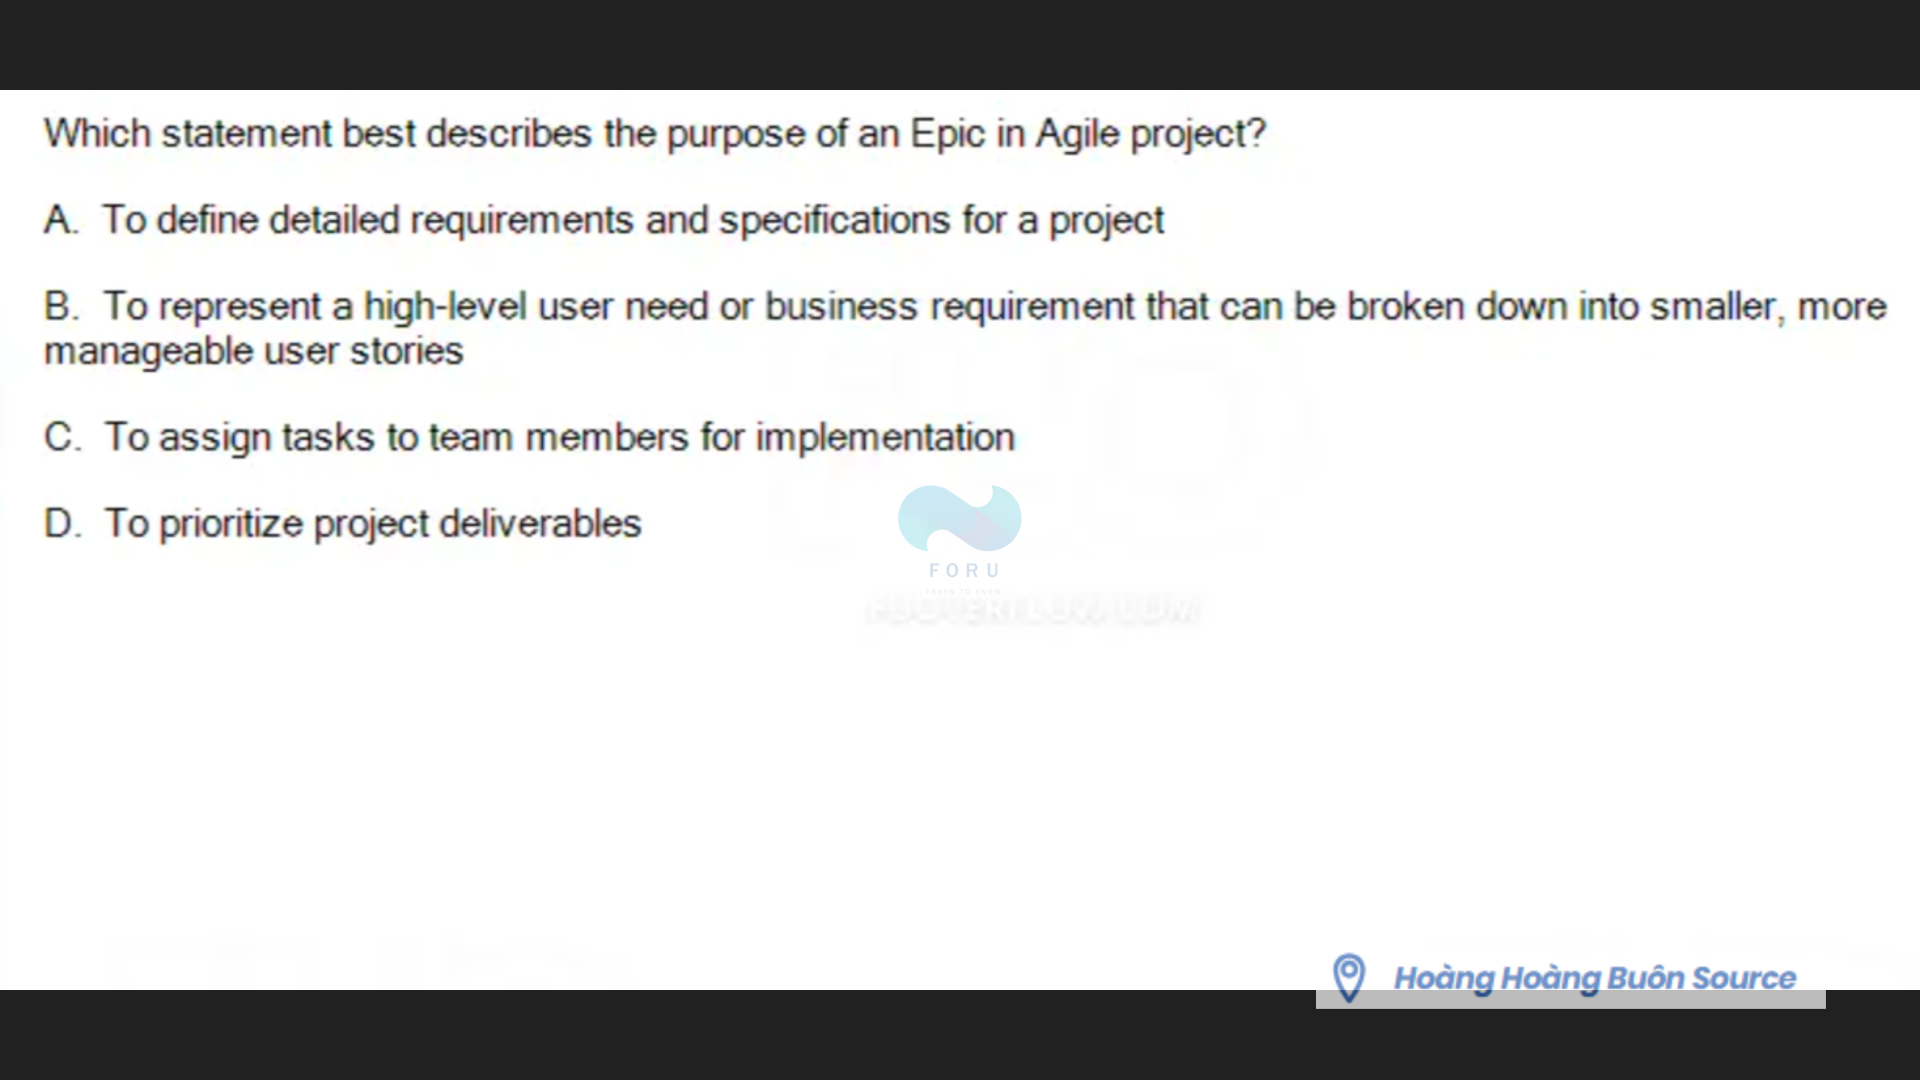 Which statement best describes the purpose of an Epic in Agile project?
A. To define detailed requirements and specifications for a project
B. To represent a high-level user need or business requirement that can be broken down into smaller, more
manageable user stories
C. To assign tasks to team members for implementation
D. To prioritize project deliverables
FORU
LEARN TO KNOW
Hoàng Hoàng Buôn Source